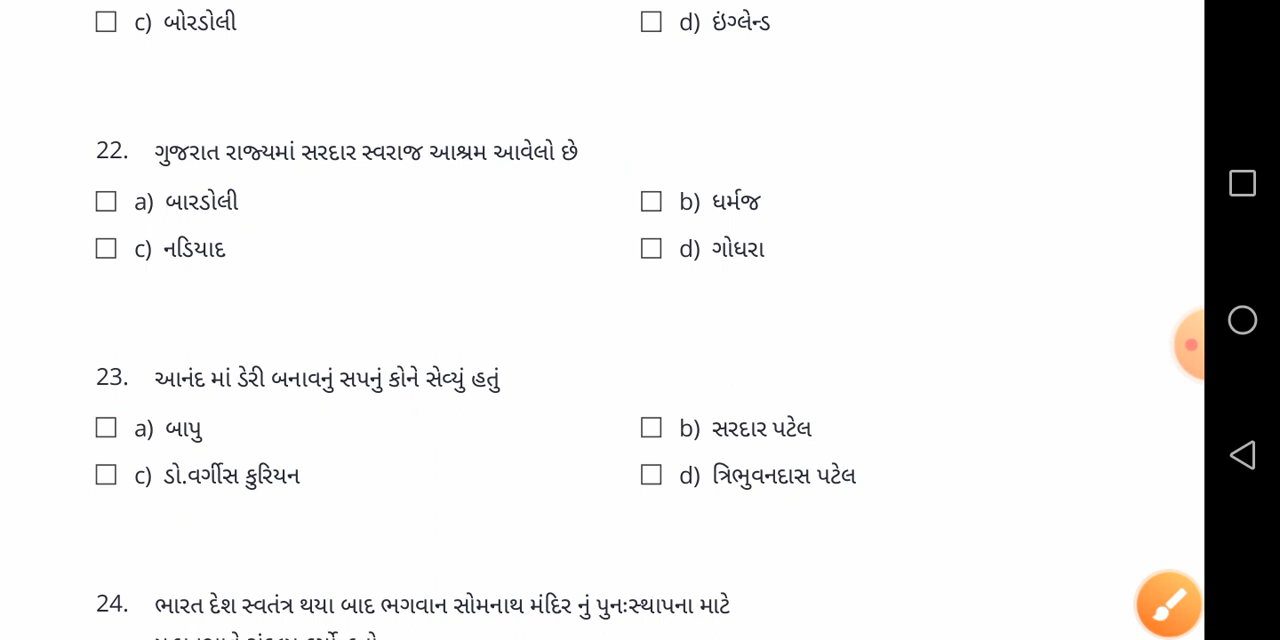 c) બોરડોલી
d) ઇંગ્લેન્ડ
22. ગુજરાત રાજ્યમાં સરદાર સ્વરાજ આશ્રમ આવેલો છે
a) બારડોલી
b) ધર્મજ
c) નડિયાદ
d) ગોધરા
23. આનંદ માં ડેરી બનાવનું સપનું કોને સેવ્યું હતું
a) બાપુ
b) સરદાર પટેલ
c) ડો.વર્ગીસ કુરિયન
d) ત્રિભુવનદાસ પટેલ
24. ભારત દેશ સ્વતંત્ર થયા બાદ ભગવાન સોમનાથ મંદિર નું પુનઃસ્થાપના માટે